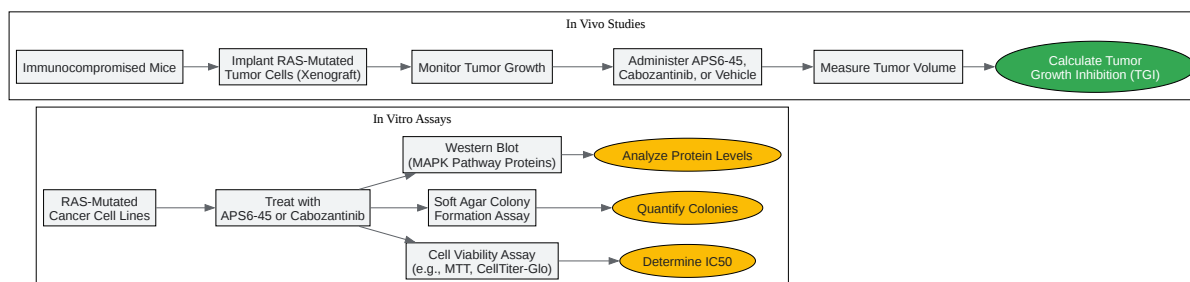 In Vivo Studies
Immunocompromised Mice
Implant RAS-Mutated
Tumor Cells (Xenograft)
Monitor Tumor Growth
Administer APS6-45,
Cabozantinib, or Vehicle
Measure Tumor Volume
Calculate Tumor
Growth Inhibition (TGI)
In Vitro Assays
RAS-Mutated
Cancer Cell Lines
Treat with
APS6-45 or Cabozantinib
Western Blot
(MAPK Pathway Proteins)
Analyze Protein Levels
Soft Agar Colony
Formation Assay
Quantify Colonies
Cell Viability Assay
(e.g., MTT, CellTiter-Glo)
Determine IC50